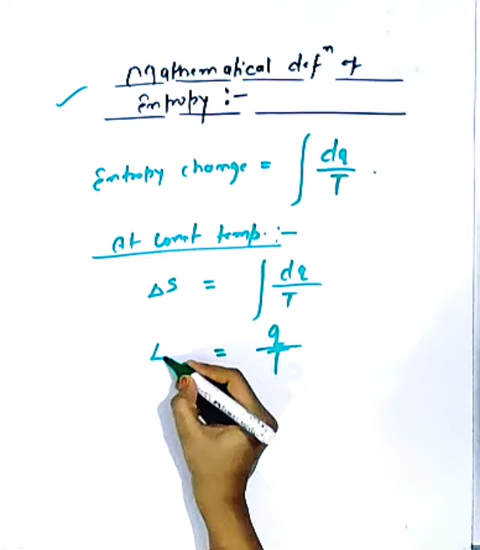 Mathematical defⁿ of
Entropy :-
Entropy change = ∫ dq/T .
At const temp. :-
ΔS = ∫ dq/T
= q/T